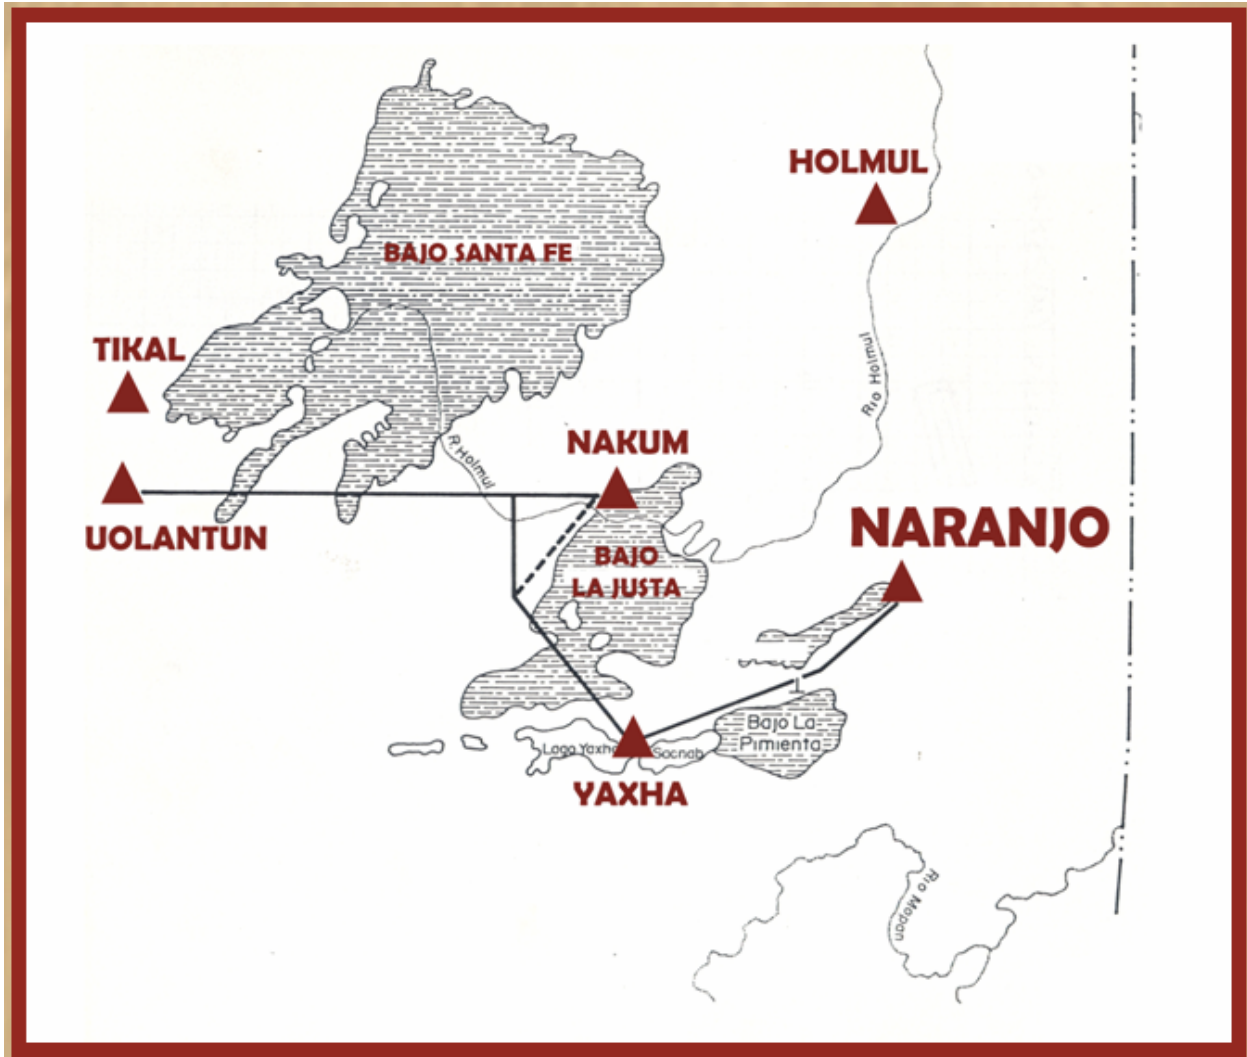 HOLMUL
BAJO SANTA FE
TIKAL
Rio Holmul
NAKUM
R. Holmul
UOLANTUN
NARANJO
BAJO
LA JUSTA
Bajo La
Pimienta
Lago Yaxha
Sacnab
YAXHA
Rio Mopan